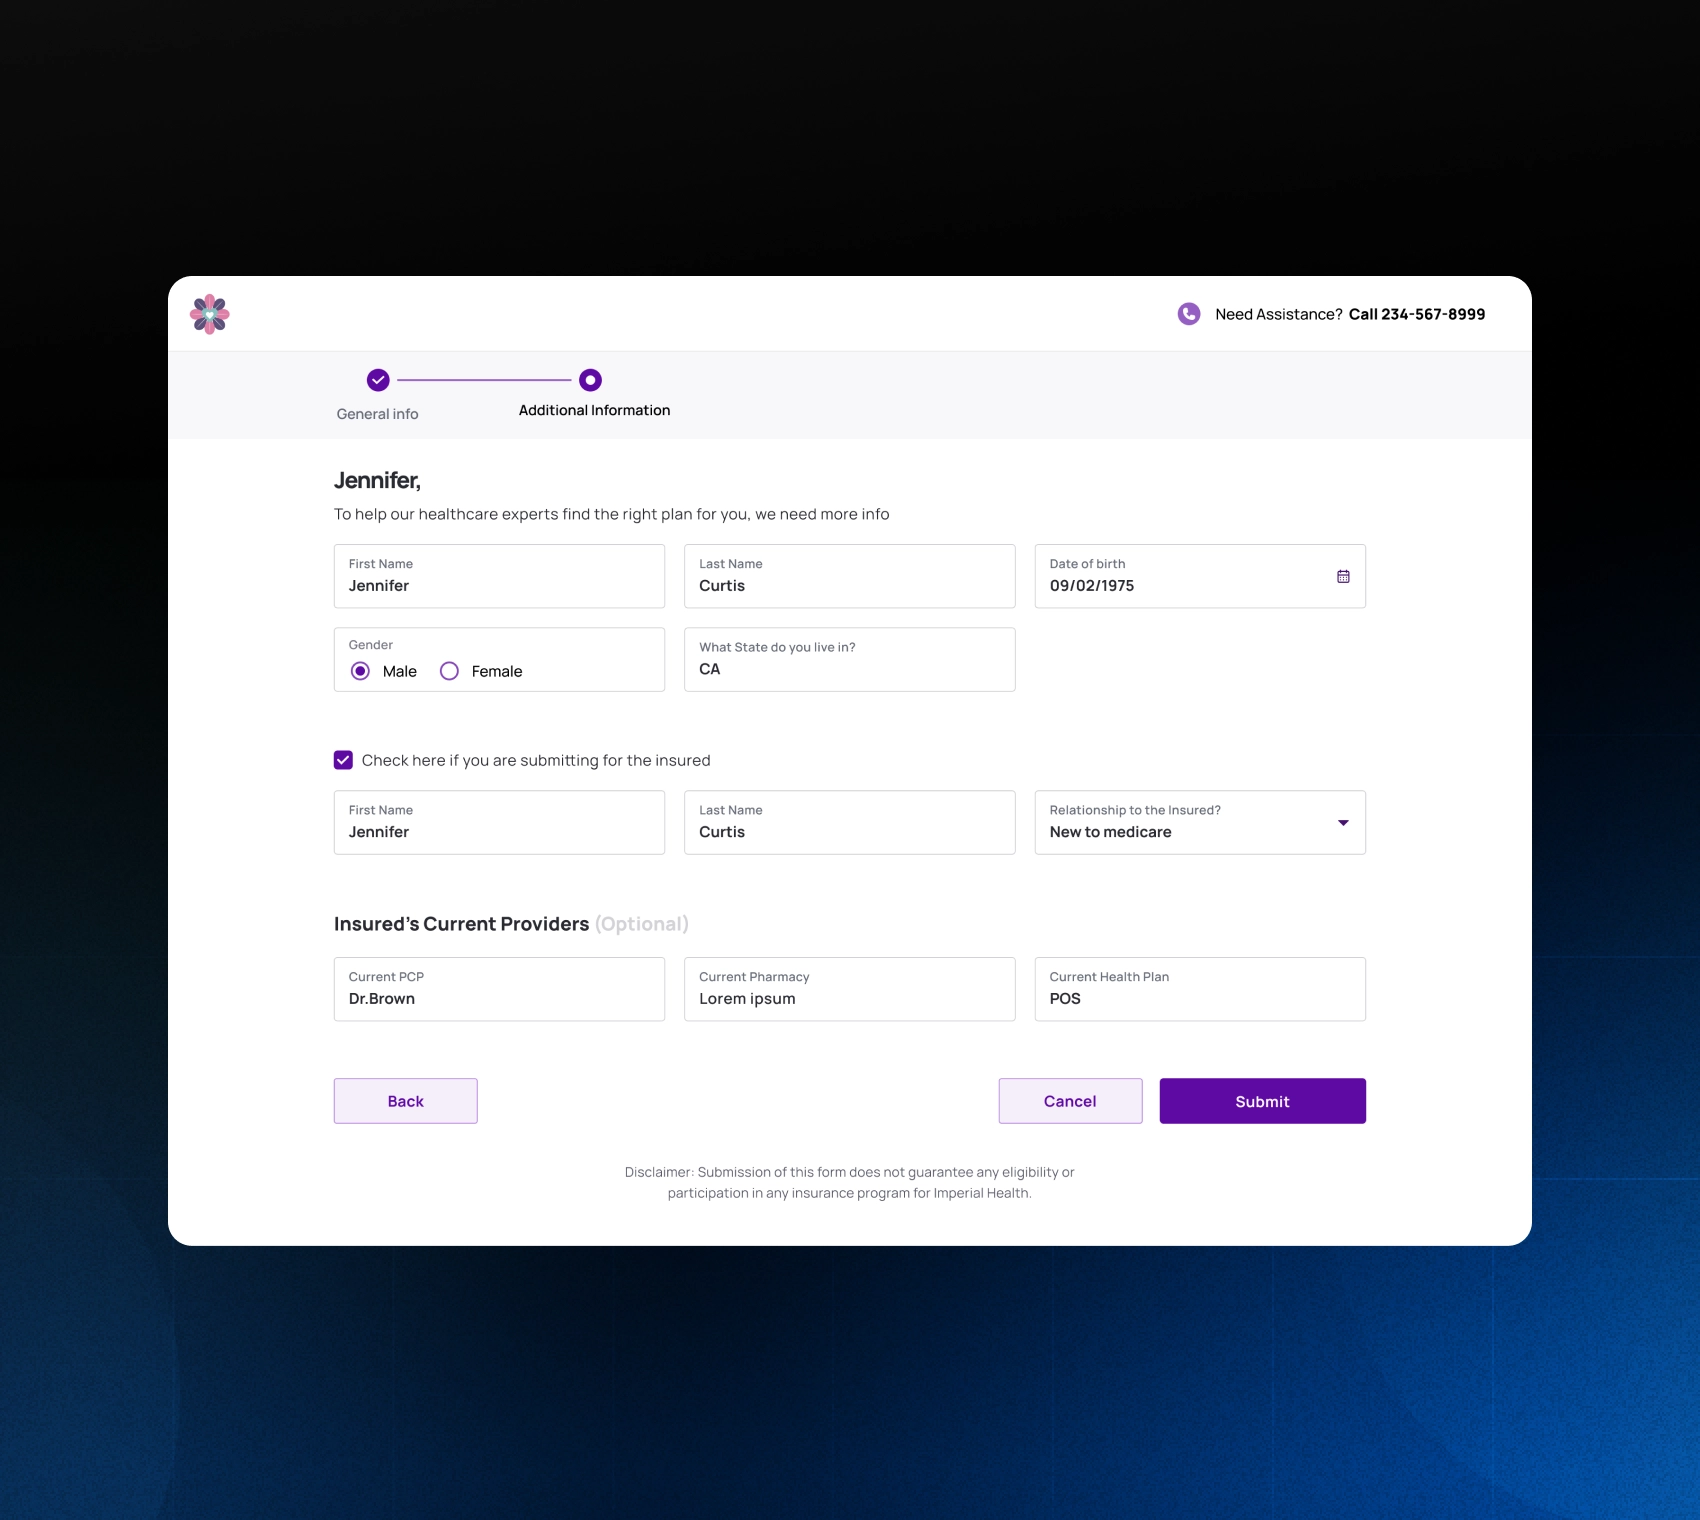 Need Assistance? Call 234-567-8999
General info
Additional Information
Jennifer,
To help our healthcare experts find the right plan for you, we need more info
First Name
Jennifer
Last Name
Curtis
Date of birth
09/02/1975
Gender
Male
Female
What State do you live in?
CA
Check here if you are submitting for the insured
First Name
Jennifer
Last Name
Curtis
Relationship to the Insured?
New to medicare
Insured's Current Providers (Optional)
Current PCP
Dr.Brown
Current Pharmacy
Lorem ipsum
Current Health Plan
POS
Back
Cancel
Submit
Disclaimer: Submission of this form does not guarantee any eligibility or
participation in any insurance program for Imperial Health.